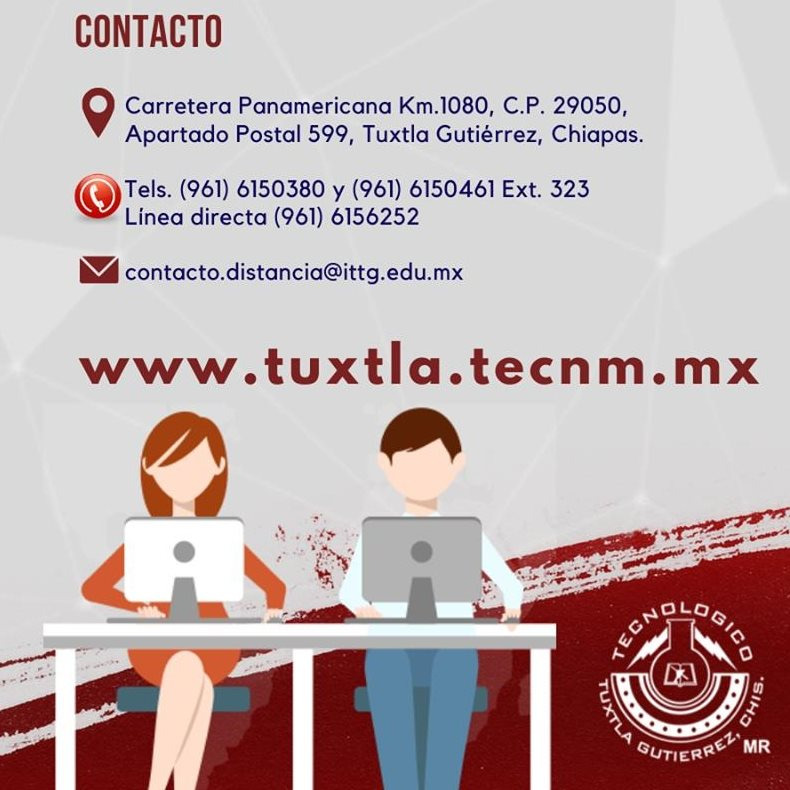 CONTACTO
Carretera Panamericana Km.1080, C.P. 29050,
Apartado Postal 599, Tuxtla Gutiérrez, Chiapas.
Tels. (961) 6150380 y (961) 6150461 Ext. 323
Línea directa (961) 6156252
contacto.distancia@ittg.edu.mx
www.tuxtla.tecnm.mx
TECNOLOGICO
TUXTLA GUTIERREZ, CHIS.
MR